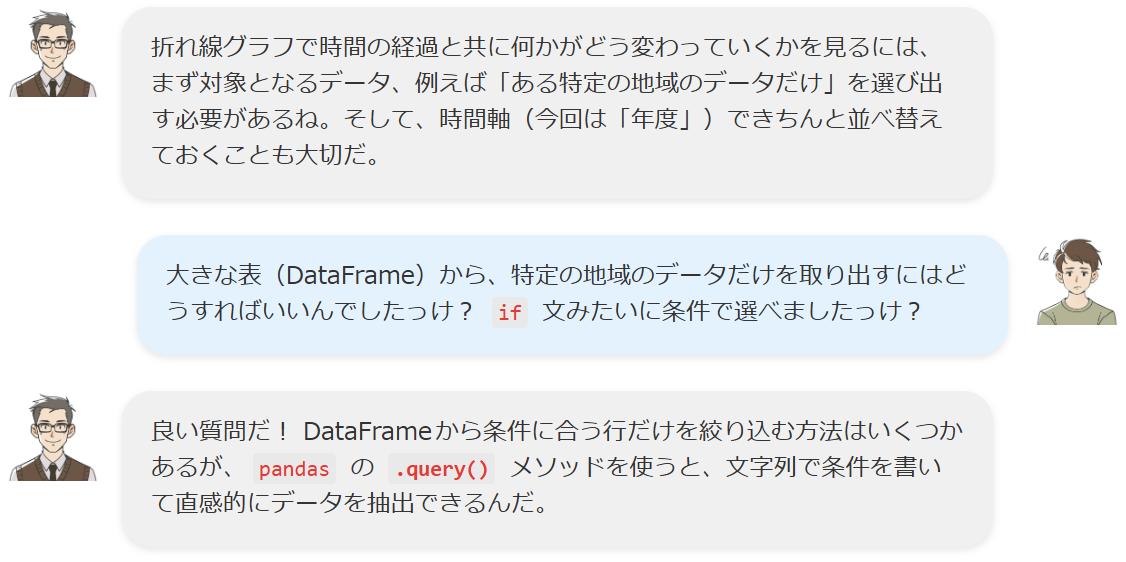 折れ線グラフで時間の経過と共に何かがどう変わっていくかを見るには、
まず対象となるデータ、例えば「ある特定の地域のデータだけ」を選び出
す必要があるね。そして、時間軸（今回は「年度」）できちんと並べ替え
ておくことも大切だ。
大きな表（DataFrame）から、特定の地域のデータだけを取り出すにはど
うすればいいんでしたっけ？ if 文みたいに条件で選べましたっけ？
良い質問だ！ DataFrameから条件に合う行だけを絞り込む方法はいくつか
あるが、 pandas の .query() メソッドを使うと、文字列で条件を書い
て直感的にデータを抽出できるんだ。